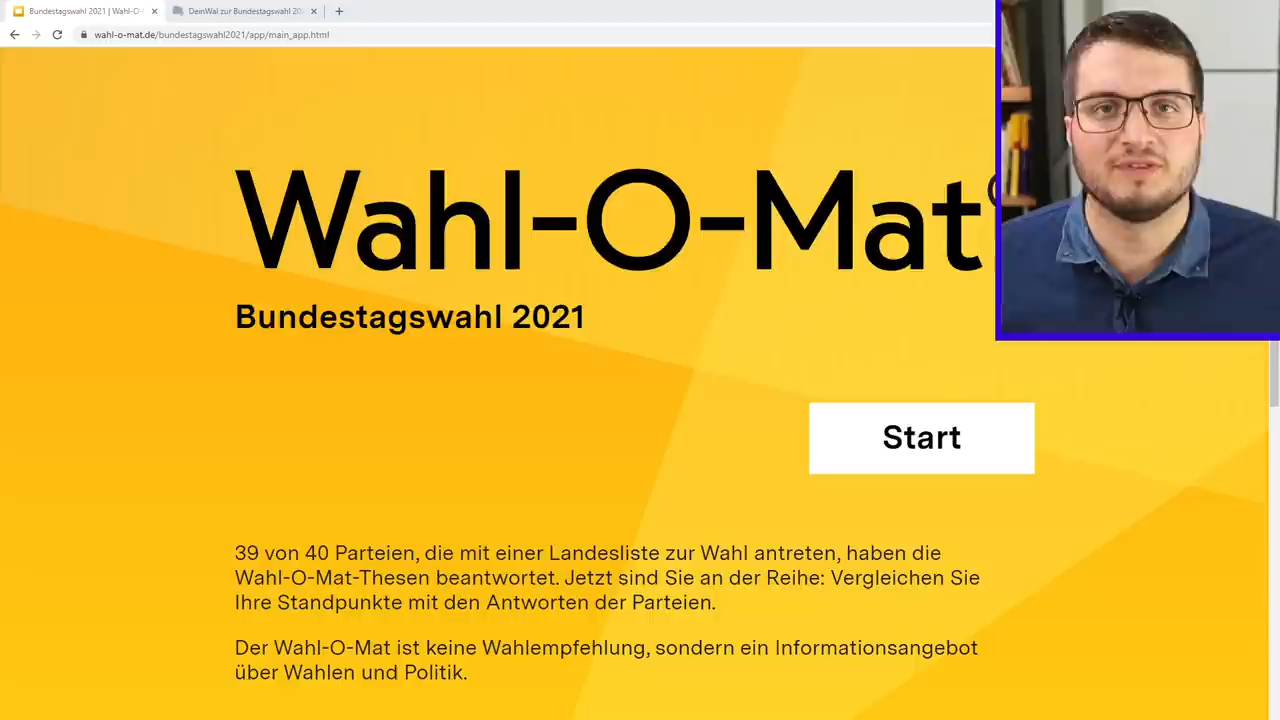 Bundestagswahl 2021 | Wahl-O-
DeinWal zur Bundestagswahl 202
wahl-o-mat.de/bundestagswahl2021/app/main_app.html
Wahl-O-Mat
Bundestagswahl 2021
Start
39 von 40 Parteien, die mit einer Landesliste zur Wahl antreten, haben die
Wahl-O-Mat-Thesen beantwortet. Jetzt sind Sie an der Reihe: Vergleichen Sie
Ihre Standpunkte mit den Antworten der Parteien.
Der Wahl-O-Mat ist keine Wahlempfehlung, sondern ein Informationsangebot
über Wahlen und Politik.